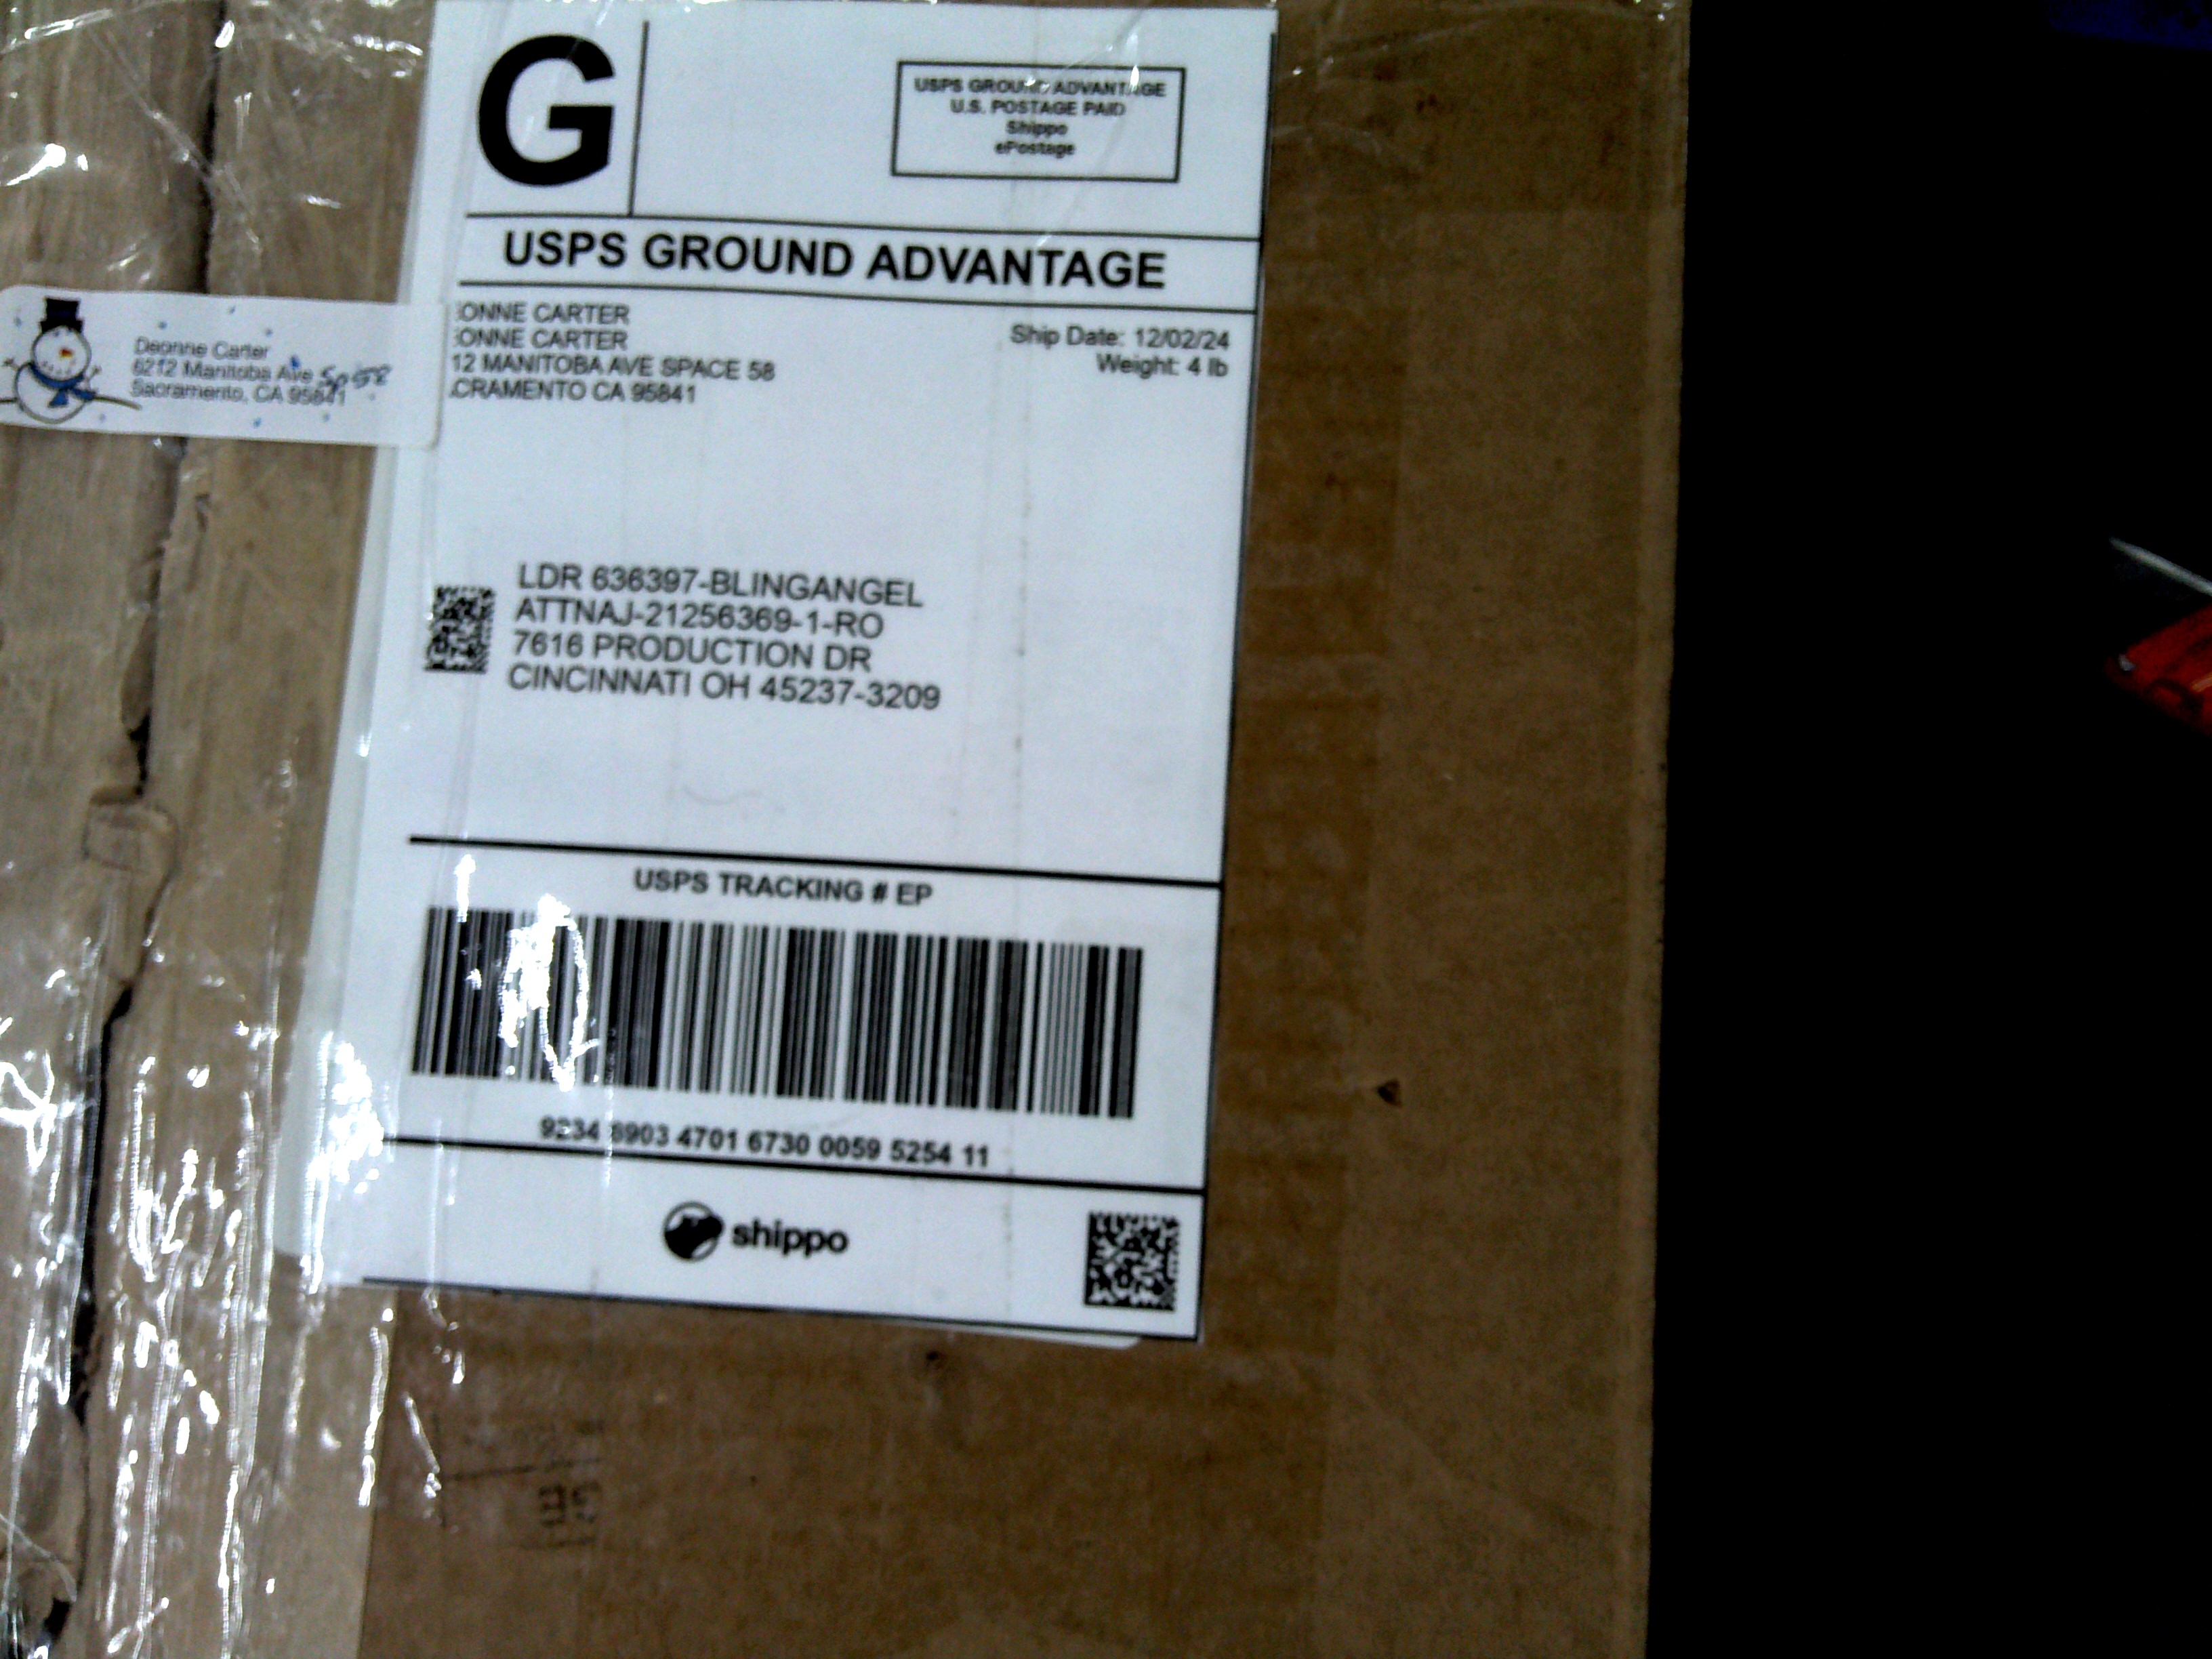 G
USPS GROUND ADVANTAGE
U.S. POSTAGE PAID
Shippo
ePostage
USPS GROUND ADVANTAGE
ONNE CARTER
ONNE CARTER
12 MANITOBA AVE SPACE 58
CRAMENTO CA 95841
Ship Date: 12/02/24
Weight: 4 lb
Deonne Carter
6212 Manitoba Ave Sp 58
Sacramento, CA 95841
LDR 636397-BLINGANGEL
ATTNAJ-21256369-1-RO
7616 PRODUCTION DR
CINCINNATI OH 45237-3209
USPS TRACKING # EP
9234 6903 4701 6730 0059 5254 11
shippo